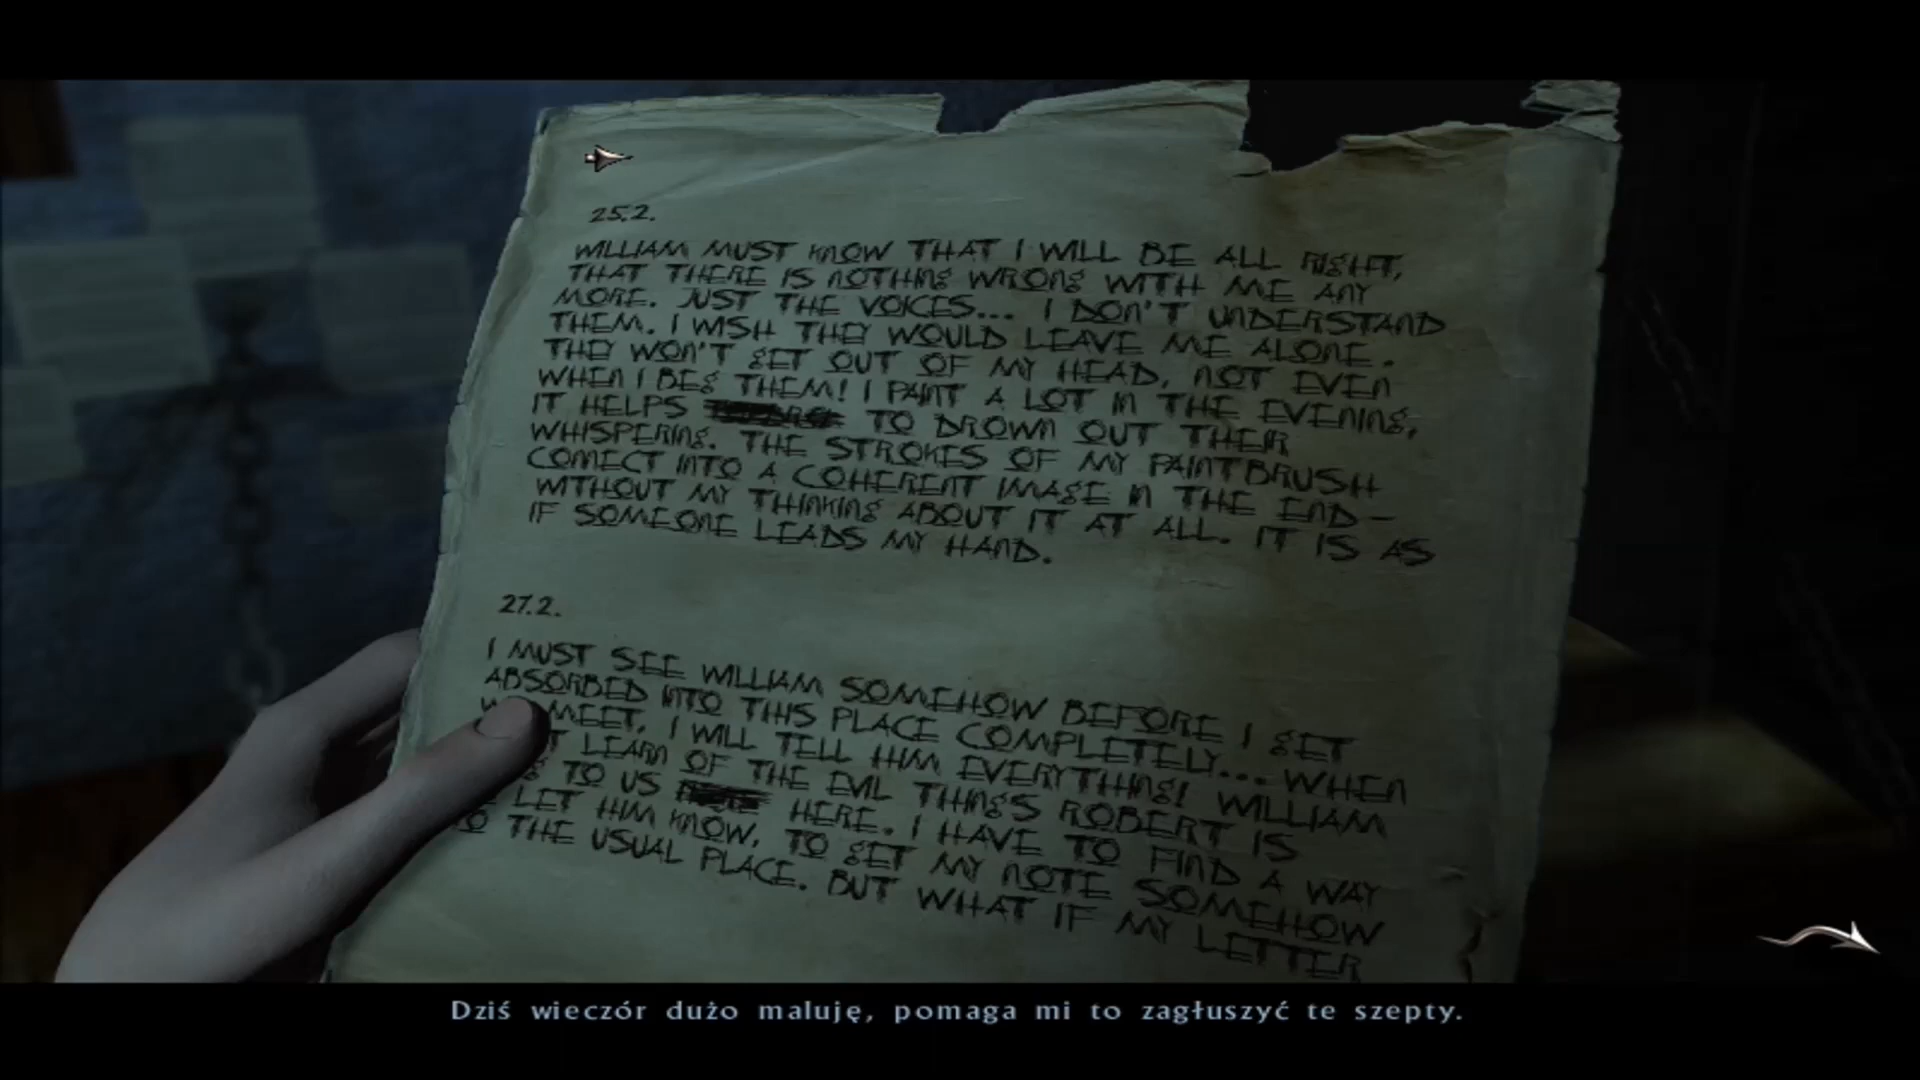 25.2.
WILLIAM MUST KNOW THAT I WILL BE ALL RIGHT,
THAT THERE IS NOTHING WRONG WITH ME ANY
MORE. JUST THE VOICES... I DON'T UNDERSTAND
THEM. I WISH THEY WOULD LEAVE ME ALONE.
THEY WON'T GET OUT OF MY HEAD, NOT EVEN
WHEN I BEG THEM! I PAINT A LOT IN THE EVENING,
IT HELPS TO DROWN OUT THEIR
WHISPERING. THE STROKES OF MY PAINTBRUSH
CONNECT INTO A COHERENT IMAGE IN THE END -
WITHOUT MY THINKING ABOUT IT AT ALL. IT IS AS
IF SOMEONE LEADS MY HAND.
27.2.
I MUST SEE WILLIAM SOMEHOW BEFORE I GET
ABSORBED INTO THIS PLACE COMPLETELY... WHEN
MEET, I WILL TELL HIM EVERYTHING! WILLIAM
LEARN OF THE EVIL THINGS ROBERT IS
TO US HERE. I HAVE TO FIND A WAY
LET HIM KNOW, TO GET MY NOTE SOMEHOW
TO THE USUAL PLACE. BUT WHAT IF MY LETTER
Dziś wieczór dużo maluję, pomaga mi to zagłuszyć te szepty.